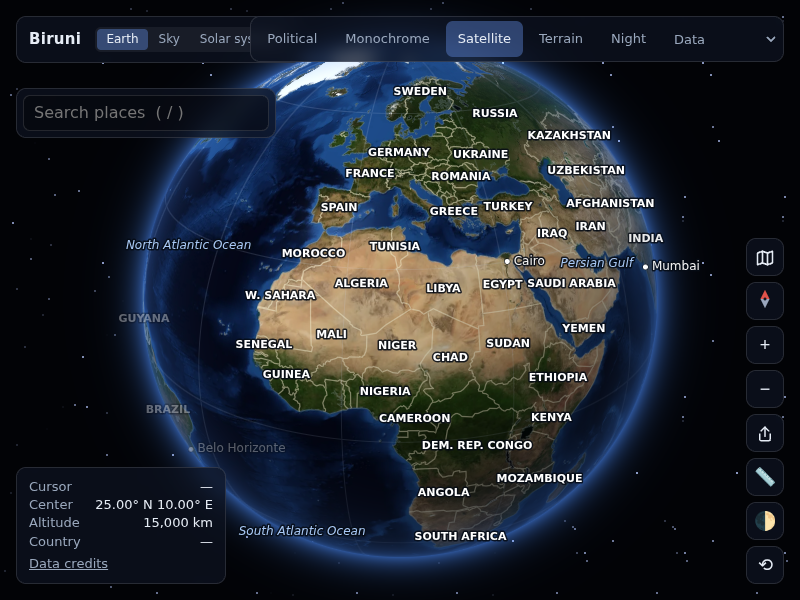 Biruni
Earth Sky Solar sys
Political Monochrome Satellite Terrain Night Data
Search places ( / )
SWEDEN
RUSSIA
KAZAKHSTAN
GERMANY
UKRAINE
FRANCE
ROMANIA
UZBEKISTAN
SPAIN
GREECE
TURKEY
AFGHANISTAN
IRAN
IRAQ
INDIA
North Atlantic Ocean
TUNISIA
MOROCCO
Cairo
Persian Gulf
Mumbai
ALGERIA
LIBYA
EGYPT
SAUDI ARABIA
W. SAHARA
GUYANA
YEMEN
MALI
SENEGAL
NIGER
SUDAN
CHAD
GUINEA
ETHIOPIA
NIGERIA
BRAZIL
CAMEROON
KENYA
DEM. REP. CONGO
Belo Horizonte
MOZAMBIQUE
ANGOLA
South Atlantic Ocean
SOUTH AFRICA
Cursor —
Center 25.00° N 10.00° E
Altitude 15,000 km
Country —
Data credits